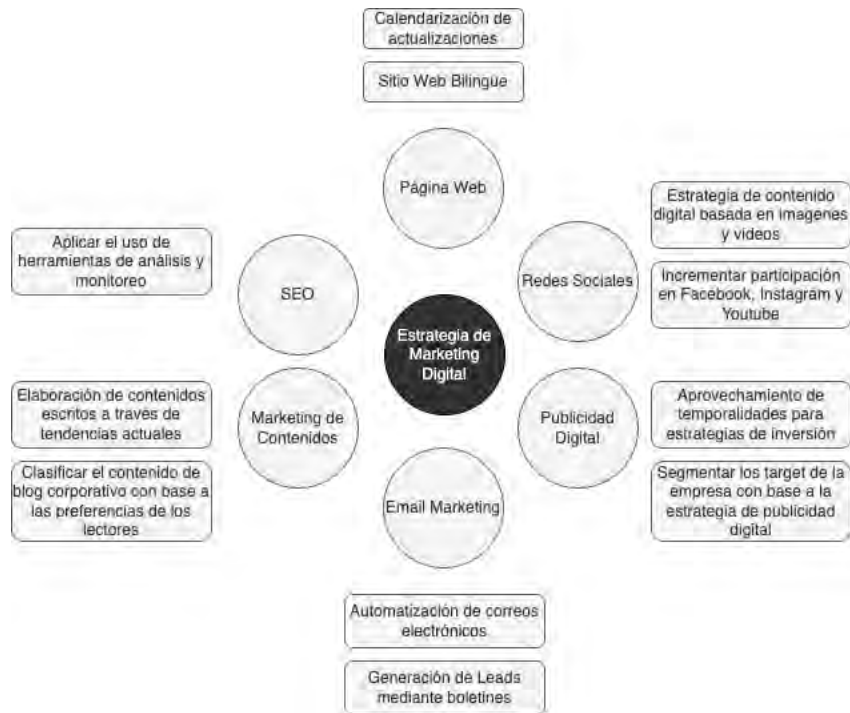 Calendarización de
actualizaciones
Sitio Web Bilingue
Página Web
Estrategia de contenido
digital basada en imagenes
y videos
Aplicar el uso de
herramientas de análisis y
monitoreo
SEO
Redes Sociales
Incrementar participación
en Facebook, Instagram y
Youtube
Estrategia de
Marketing
Digital
Elaboración de contenidos
escritos a través de
tendencias actuales
Marketing de
Contenidos
Publicidad
Digital
Aprovechamiento de
temporalidades para
estrategias de inversión
Clasificar el contenido de
blog corporativo con base a
las preferencias de los
lectores
Email Marketing
Segmentar los target de la
empresa con base a la
estrategia de publicidad
digital
Automatización de correos
electrónicos
Generación de Leads
mediante boletines